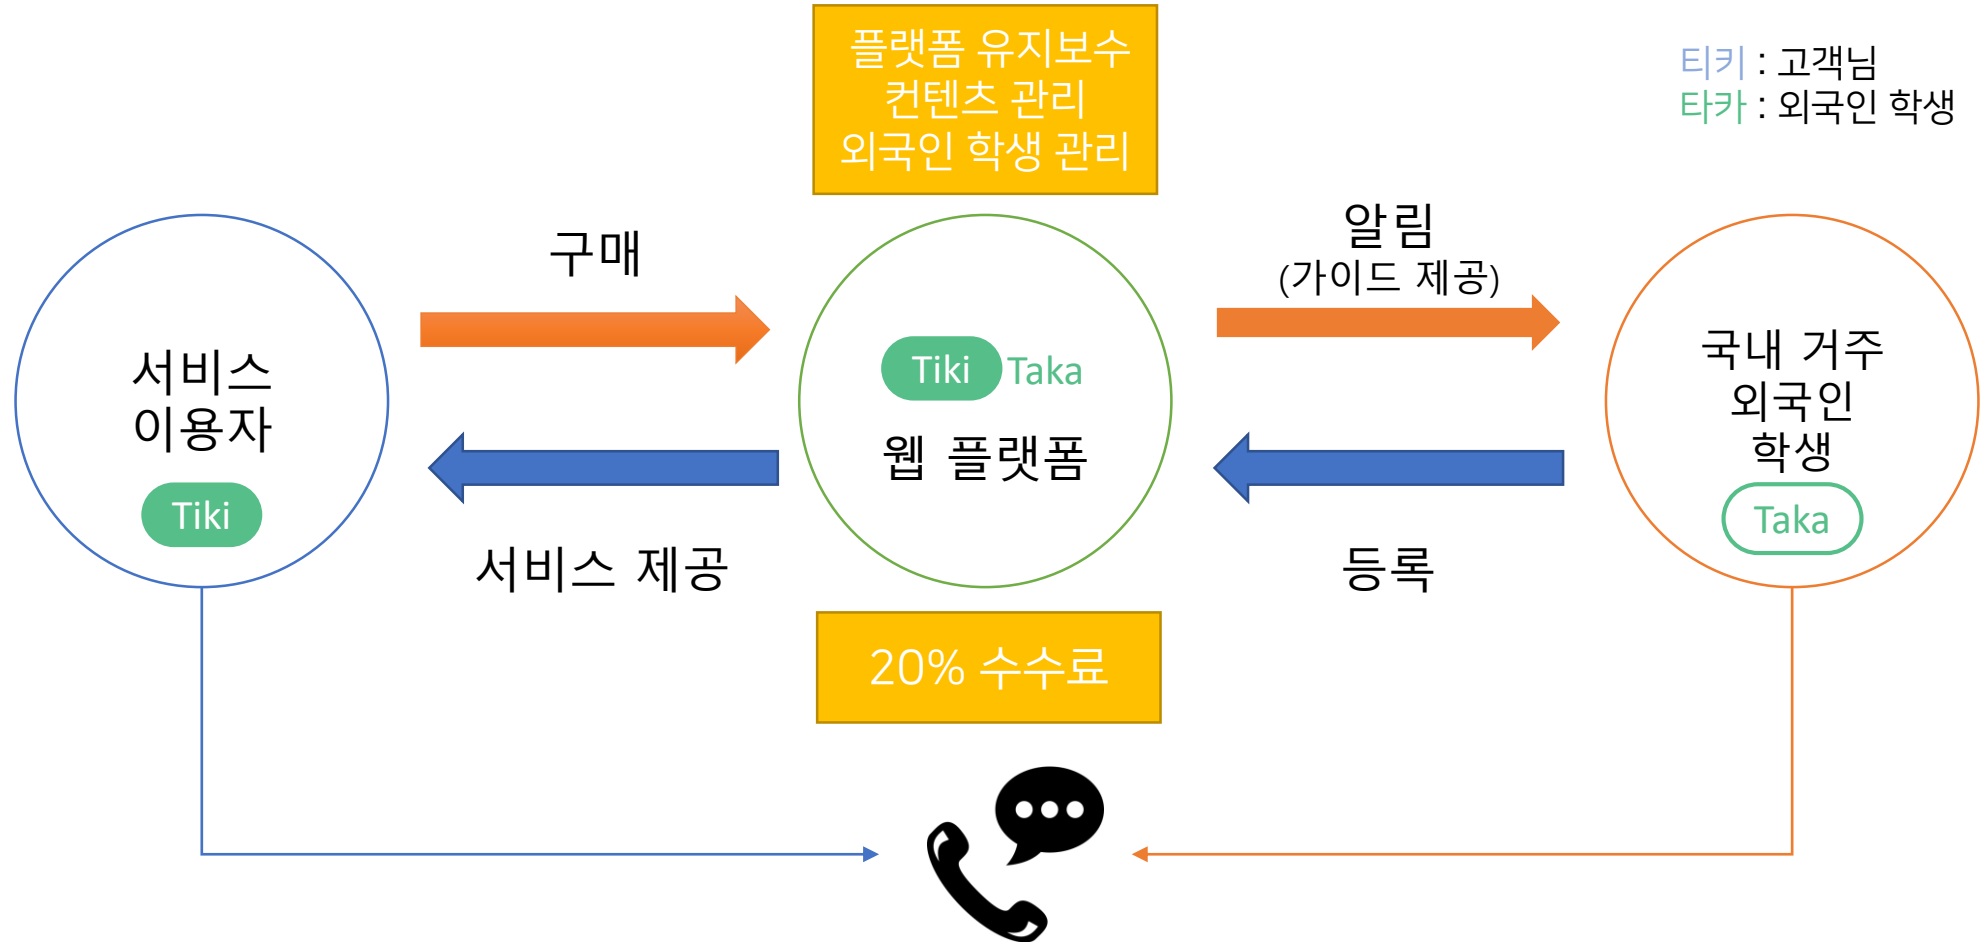 플랫폼 유지보수
컨텐츠 관리
외국인 학생 관리
티키 : 고객님
타카 : 외국인 학생
구매
알림
(가이드 제공)
서비스
이용자
Tiki
Tiki Taka
웹 플랫폼
국내 거주
외국인
학생
Taka
서비스 제공
등록
20% 수수료